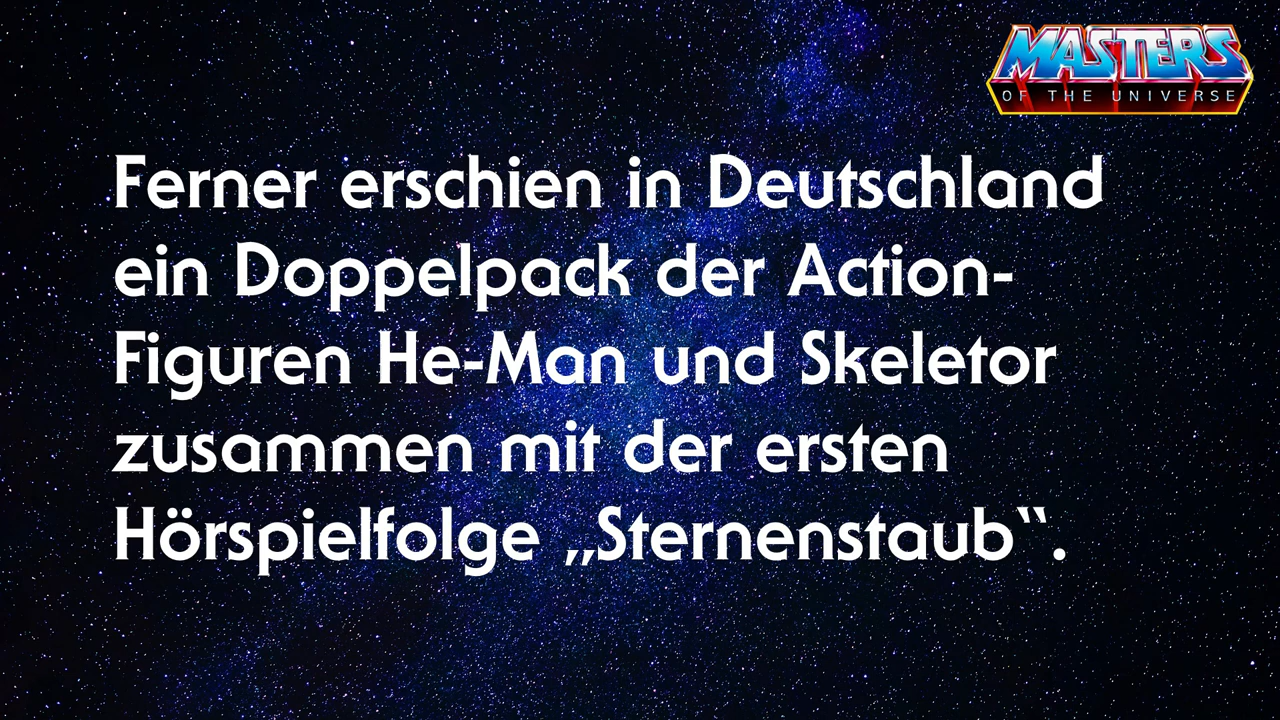 MASTERS
OF THE UNIVERSE
Ferner erschien in Deutschland
ein Doppelpack der Action-
Figuren He-Man und Skeletor
zusammen mit der ersten
Hörspielfolge „Sternenstaub“.